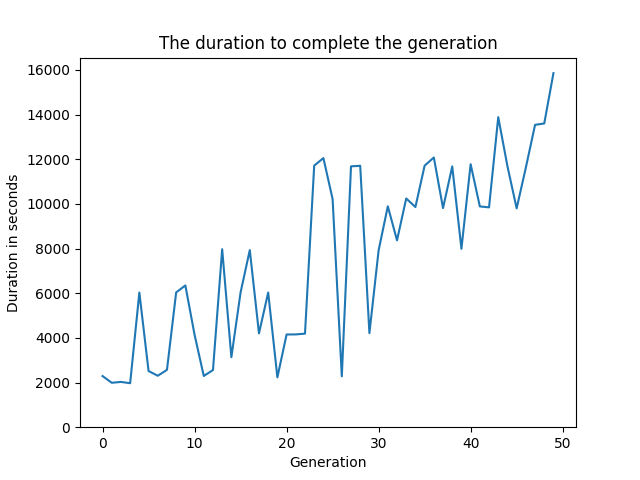 The duration to complete the generation
16000
14000
12000
10000
8000
6000
4000
2000
0
Duration in seconds
0 10 20 30 40 50
Generation